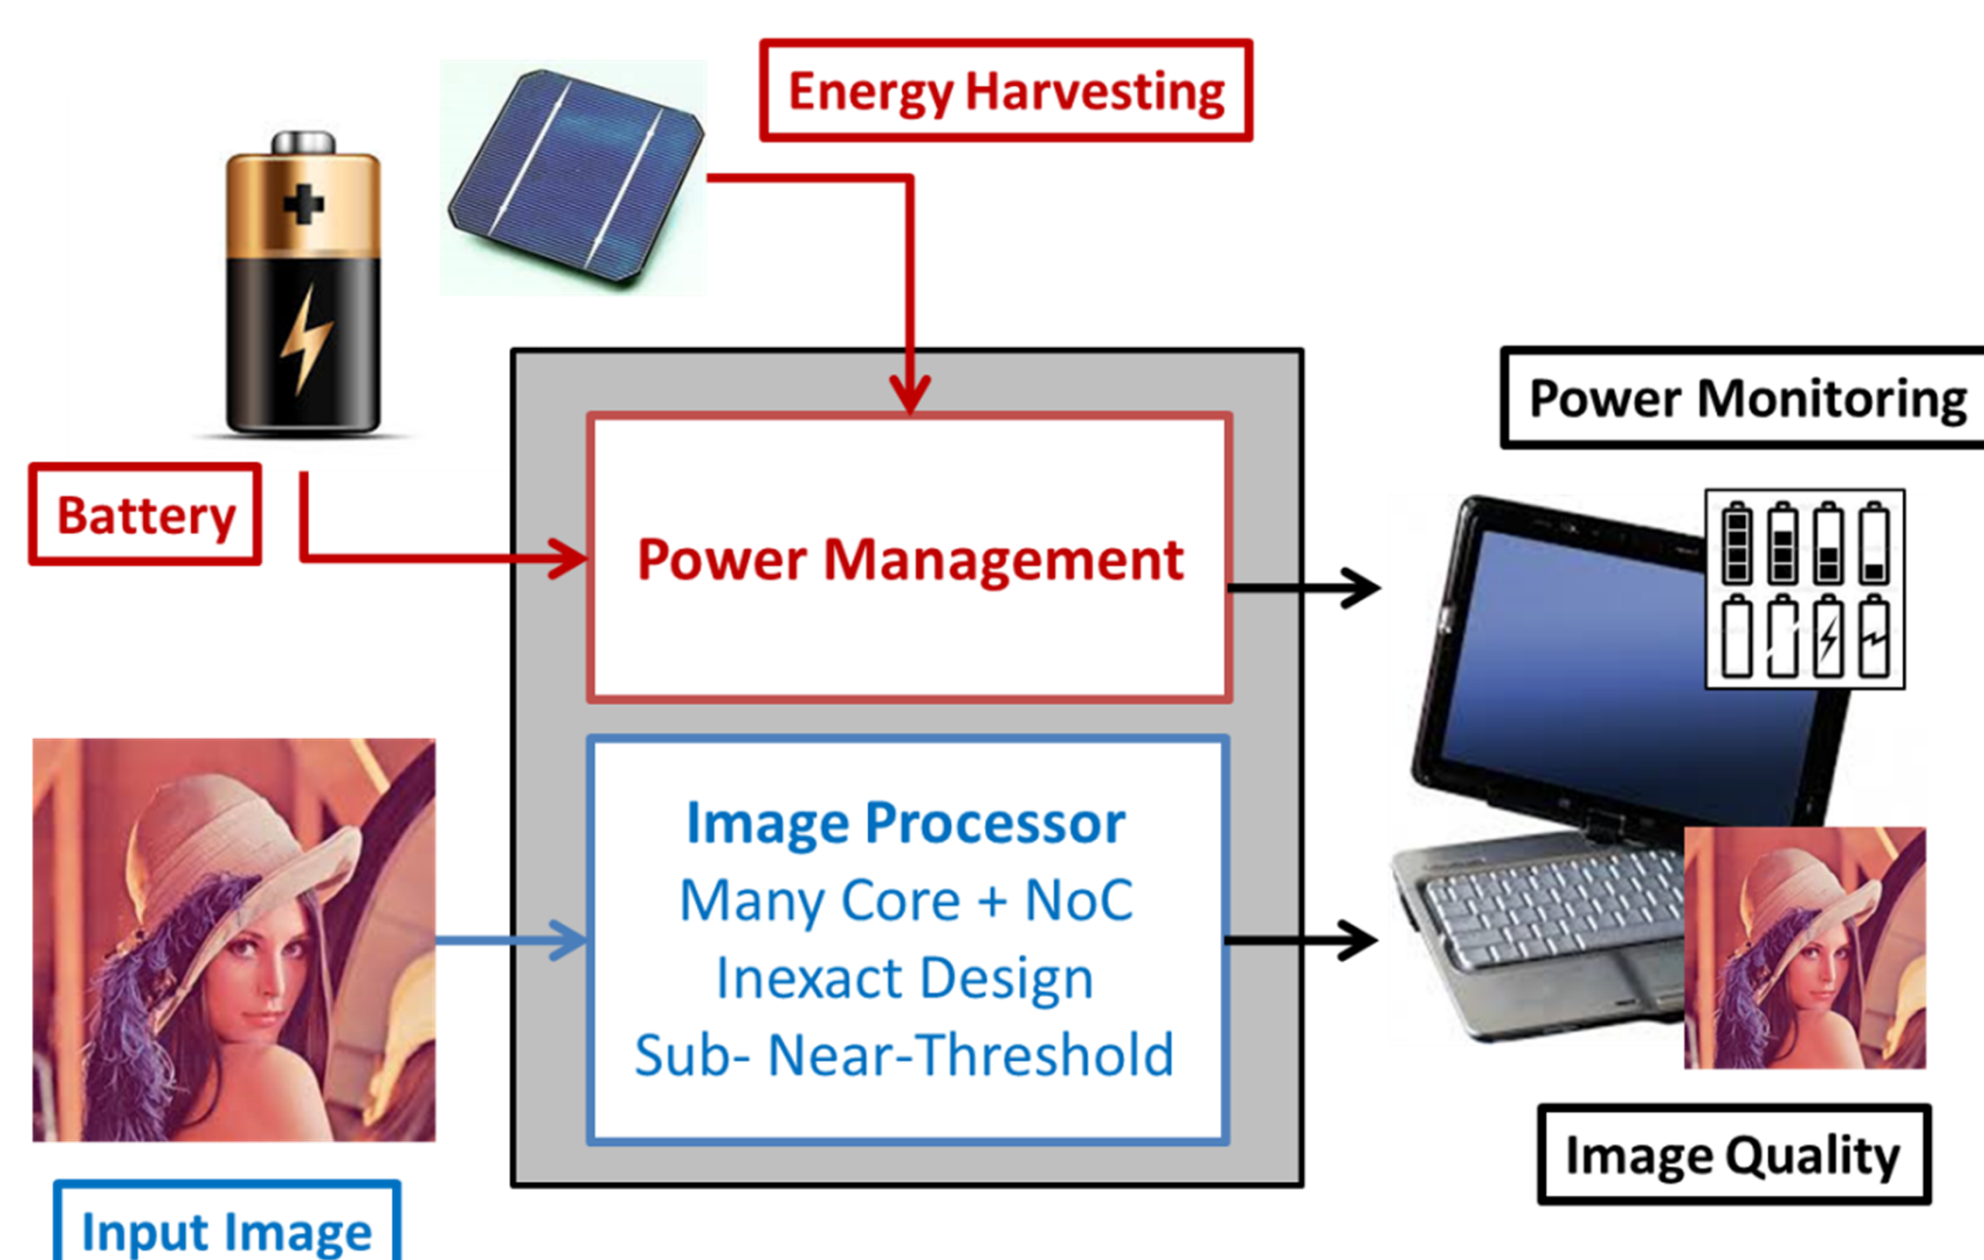 Energy Harvesting
Battery
Power Management
Power Monitoring
Image Processor
Many Core + NoC
Inexact Design
Sub- Near-Threshold
Input Image
Image Quality